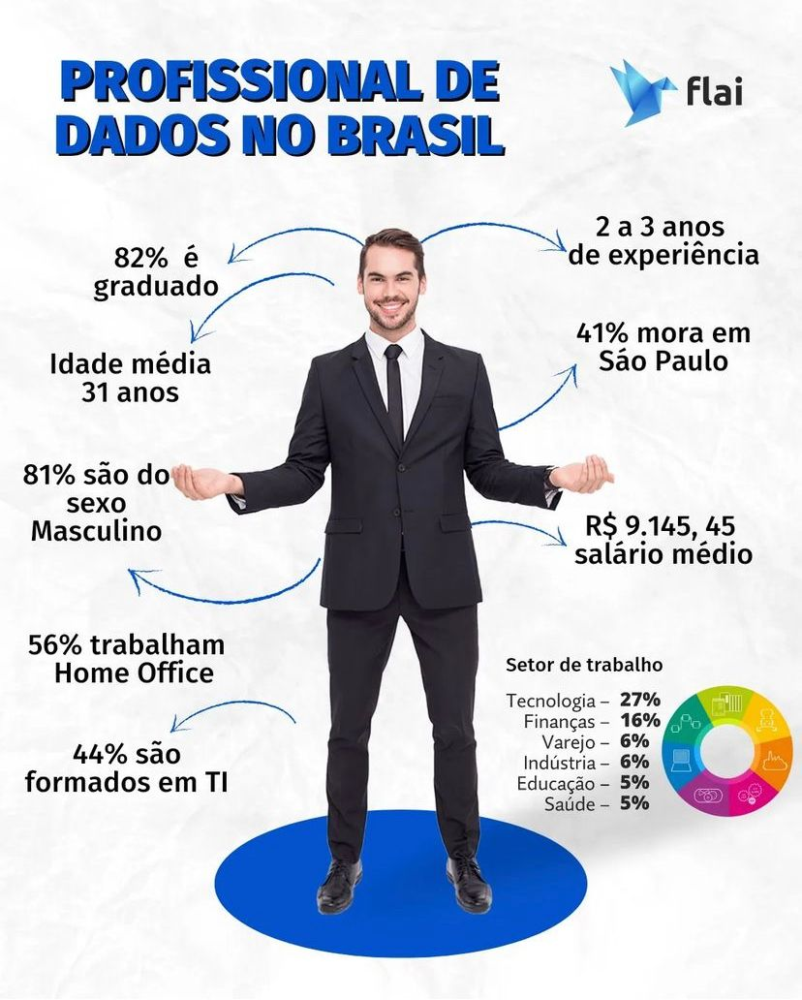 PROFISSIONAL DE
DADOS NO BRASIL
flai
82% é
graduado
2 a 3 anos
de experiência
Idade média
31 anos
41% mora em
Sáo Paulo
81% são do
sexo
Masculino
R$ 9.145, 45
salário médio
56% trabalham
Home Office
44% são
formados em TI
Setor de trabalho
Tecnologia – 27%
Finanças – 16%
Varejo – 6%
Indústria – 6%
Educação – 5%
Saúde – 5%